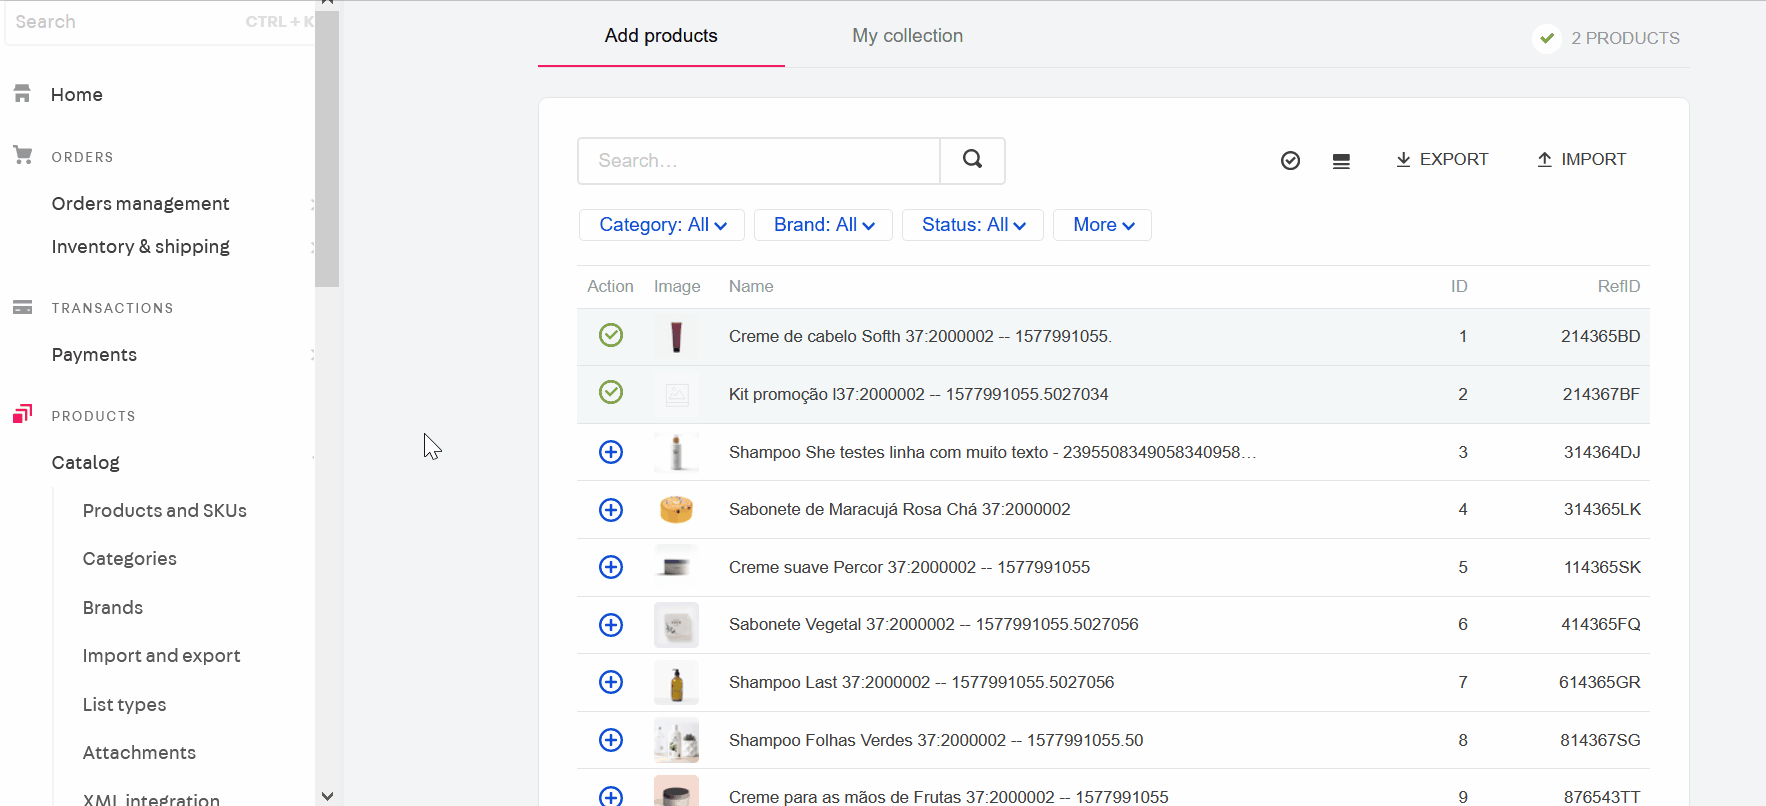 Search CTRL + K
Home
ORDERS
Orders management
Inventory & shipping
TRANSACTIONS
Payments
PRODUCTS
Catalog
Products and SKUs
Categories
Brands
Import and export
List types
Attachments
XML integration
Add products My collection 2 PRODUCTS
Search... EXPORT IMPORT
Category: All Brand: All Status: All More
Action Image Name ID RefID
Creme de cabelo Softh 37:2000002 -- 1577991055. 1 214365BD
Kit promoção l37:2000002 -- 1577991055.5027034 2 214367BF
Shampoo She testes linha com muito texto - 2395508349058340958... 3 314364DJ
Sabonete de Maracujá Rosa Chá 37:2000002 4 314365LK
Creme suave Percor 37:2000002 -- 1577991055 5 114365SK
Sabonete Vegetal 37:2000002 -- 1577991055.5027056 6 414365FQ
Shampoo Last 37:2000002 -- 1577991055.5027056 7 614365GR
Shampoo Folhas Verdes 37:2000002 -- 1577991055.50 8 814367SG
Creme para as mãos de Frutas 37:2000002 -- 1577991055 9 876543TT